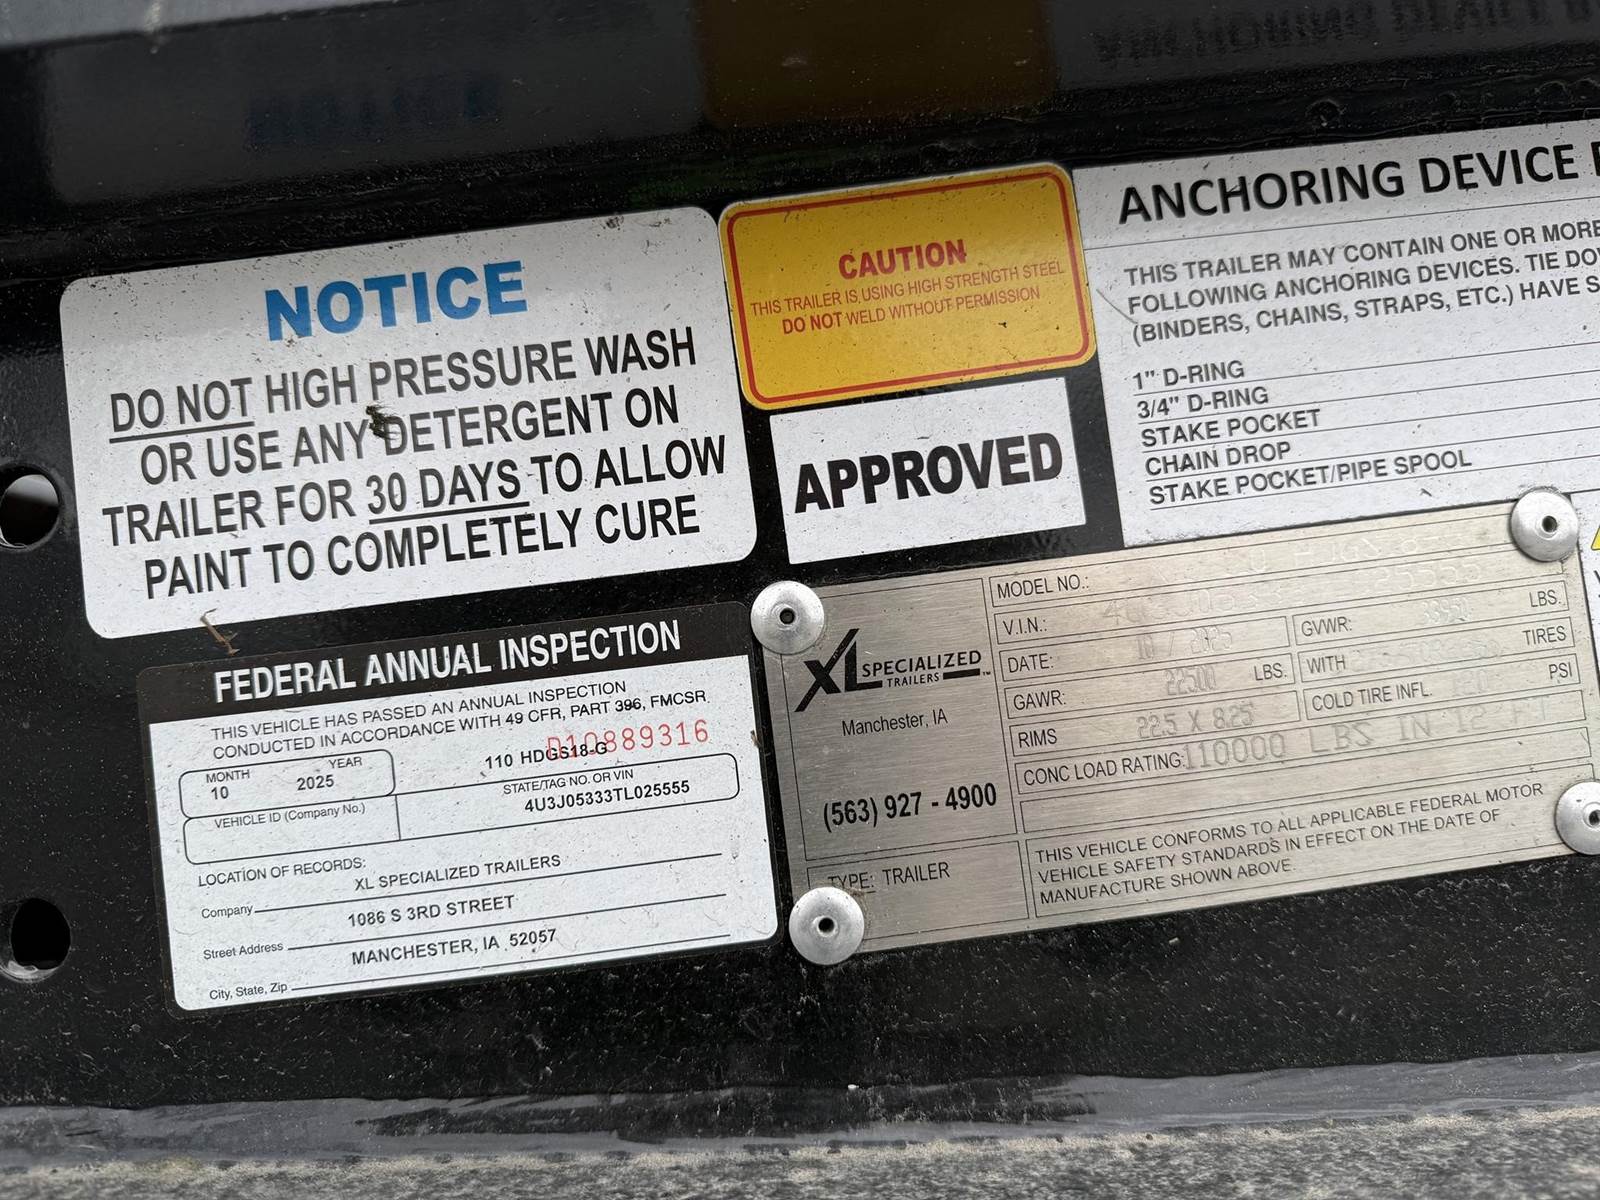 NOTICE
DO NOT HIGH PRESSURE WASH
OR USE ANY DETERGENT ON
TRAILER FOR 30 DAYS TO ALLOW
PAINT TO COMPLETELY CURE
CAUTION
THIS TRAILER IS USING HIGH STRENGTH STEEL
DO NOT WELD WITHOUT PERMISSION
APPROVED
ANCHORING DEVICE
THIS TRAILER MAY CONTAIN ONE OR MORE
FOLLOWING ANCHORING DEVICES. TIE
(BINDERS, CHAINS, STRAPS, ETC.) HAVE
1" D-RING
3/4" D-RING
STAKE POCKET
CHAIN DROP
STAKE POCKET/PIPE SPOOL
FEDERAL ANNUAL INSPECTION
THIS VEHICLE HAS PASSED AN ANNUAL INSPECTION
CONDUCTED IN ACCORDANCE WITH 49 CFR, PART 396, FMCSR
D10889316
110 HDGS18-G
MONTH YEAR
10 2025
STATE/TAG NO. OR VIN
4U3J05333TL025555
VEHICLE ID (Company No.)
LOCATION OF RECORDS:
XL SPECIALIZED TRAILERS
Company
1086 S 3RD STREET
Street Address
MANCHESTER, IA 52057
City, State, Zip
XL SPECIALIZED
TRAILERS™
Manchester, IA
(563) 927 - 4900
TYPE: TRAILER
MODEL NO.:
V.I.N.:
DATE: 10 / 2025
GVWR: LBS.
GAWR: 22500 LBS.
WITH TIRES
RIMS 22.5 X 8.25
COLD TIRE INFL. PSI
CONC LOAD RATING: 110000 LBS IN 12 FT
THIS VEHICLE CONFORMS TO ALL APPLICABLE FEDERAL MOTOR
VEHICLE SAFETY STANDARDS IN EFFECT ON THE DATE OF
MANUFACTURE SHOWN ABOVE.